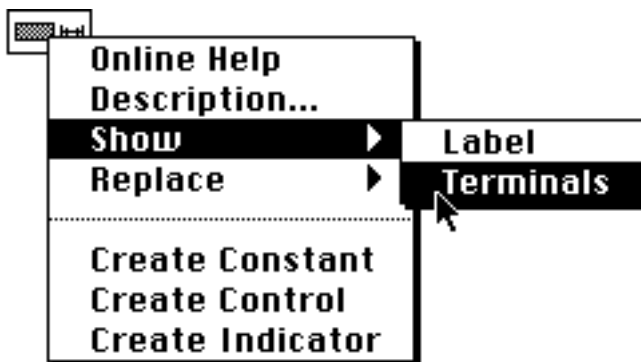 Online Help
Description...
Show
Label
Replace
Terminals
Create Constant
Create Control
Create Indicator